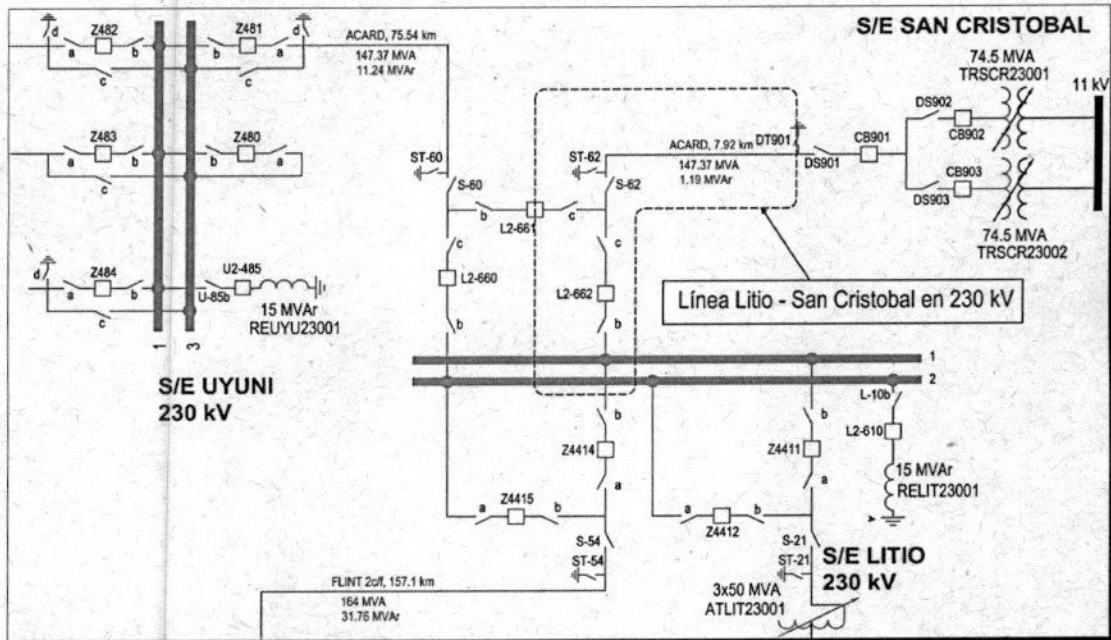 S/E SAN CRISTOBAL
d
Z482
Z481
d
a
b
b
a
c
c
ACARD, 75.54 km
147.37 MVA
11.24 MVAr
74.5 MVA
TRSCR23001
11 kV
DS902
CB902
Z483
Z480
a
b
b
a
c
ST-60
S-60
ST-62
S-62
ACARD, 7.92 km
147.37 MVA
1.19 MVAr
DT901
DS901
CB901
CB903
DS903
74.5 MVA
TRSCR23002
b
L2-661
c
c
L2-660
b
c
L2-662
b
d
Z484
a
b
c
U2-485
U-85b
15 MVAr
REUYU23001
Línea Litio - San Cristobal en 230 kV
1
3
S/E UYUNI
230 kV
1
2
b
Z4414
a
b
Z4411
a
L-10b
L2-610
15 MVAr
RELIT23001
Z4415
a
b
Z4412
a
b
S-54
ST-54
S-21
ST-21
S/E LITIO
230 kV
FLINT 2c/f, 157.1 km
164 MVA
31.76 MVAr
3x50 MVA
ATLIT23001